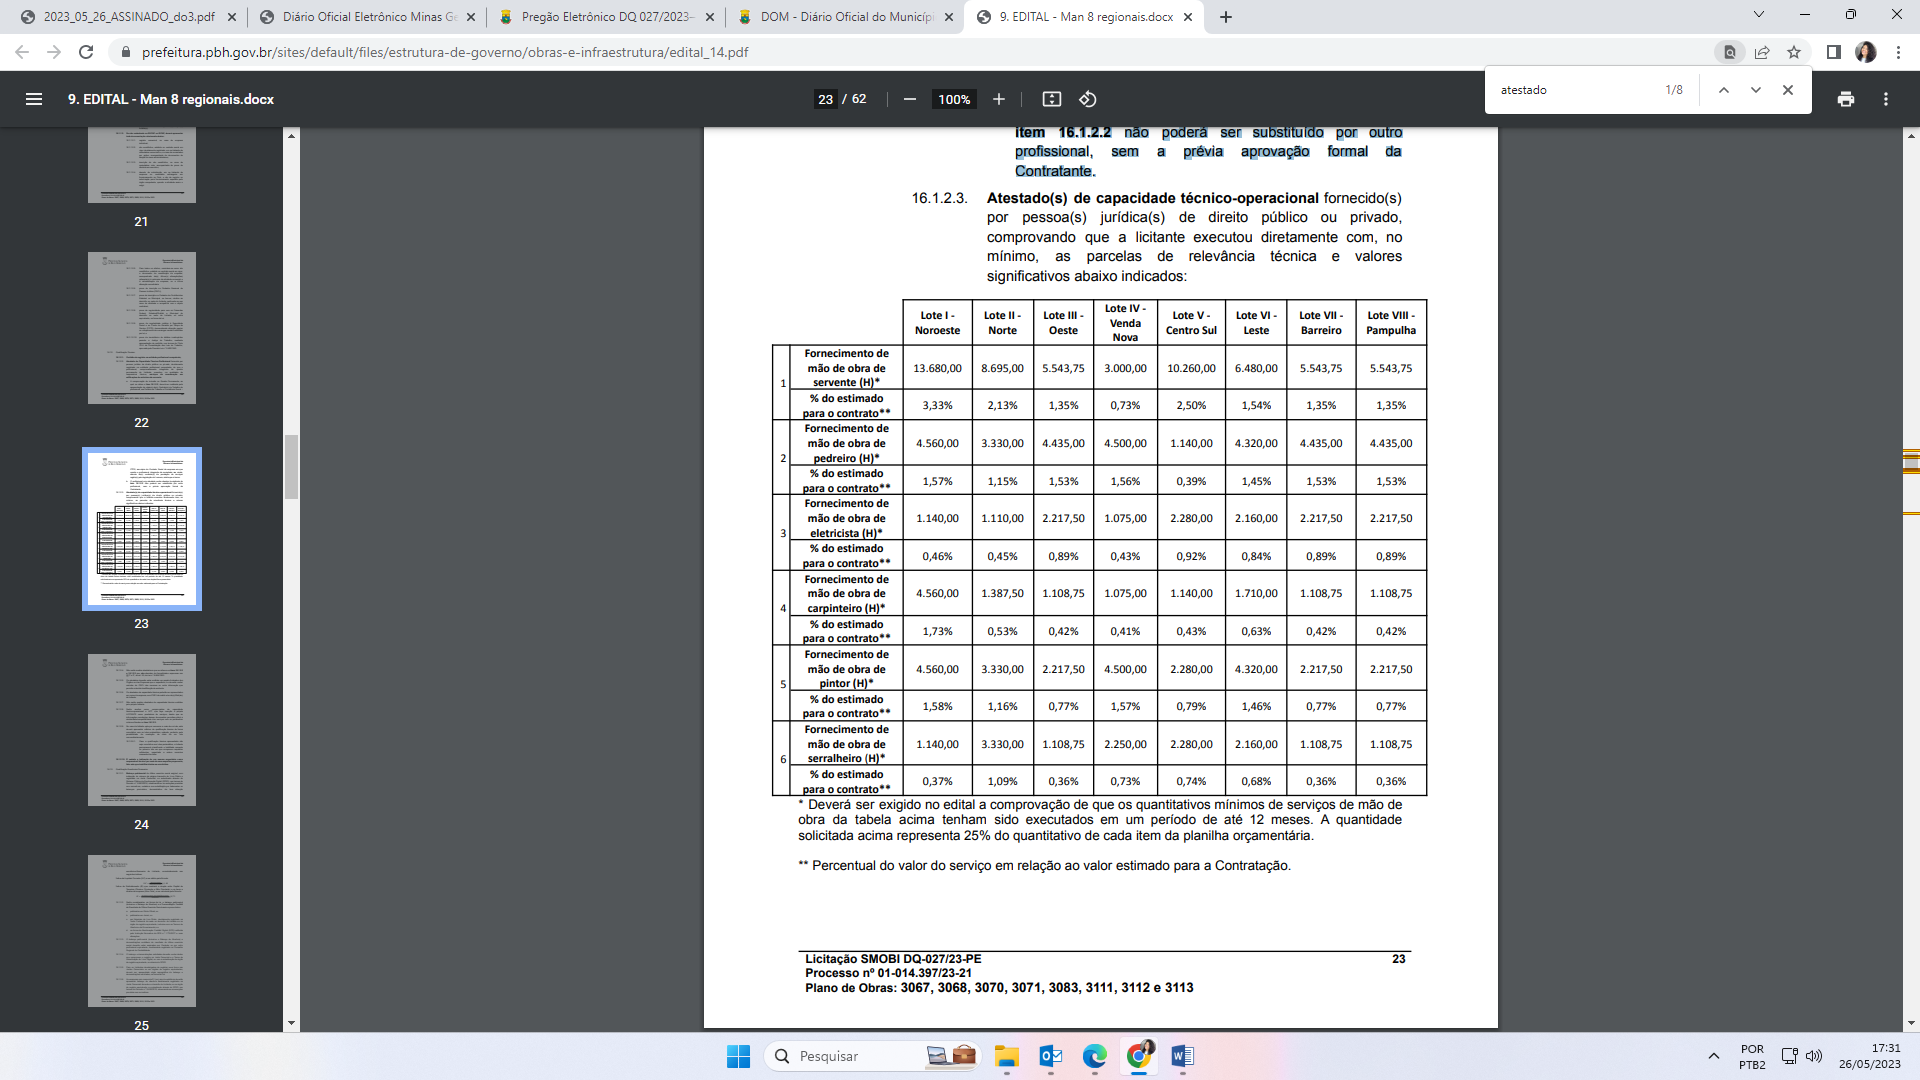 2023_05_26_ASSINADO_do3.pdf
Diário Oficial Eletrônico Minas Ge
Pregão Eletrônico DQ 027/2023
DOM - Diário Oficial do Municípi
9. EDITAL - Man 8 regionais.docx
prefeitura.pbh.gov.br/sites/default/files/estrutura-de-governo/obras-e-infraestrutura/edital_14.pdf
atestado 1/8
9. EDITAL - Man 8 regionais.docx
23 / 62
100%
21
22
23
24
25
item 16.1.2.2 não poderá ser substituído por outro
profissional, sem a prévia aprovação formal da
Contratante.
16.1.2.3. Atestado(s) de capacidade técnico-operacional fornecido(s)
por pessoa(s) jurídica(s) de direito público ou privado,
comprovando que a licitante executou diretamente com, no
mínimo, as parcelas de relevância técnica e valores
significativos abaixo indicados:
Lote I - Noroeste Lote II - Norte Lote III - Oeste Lote IV - Venda Nova Lote V - Centro Sul Lote VI - Leste Lote VII - Barreiro Lote VIII - Pampulha
1 Fornecimento de mão de obra de servente (H)* 13.680,00 8.695,00 5.543,75 3.000,00 10.260,00 6.480,00 5.543,75 5.543,75
% do estimado para o contrato** 3,33% 2,13% 1,35% 0,73% 2,50% 1,54% 1,35% 1,35%
2 Fornecimento de mão de obra de pedreiro (H)* 4.560,00 3.330,00 4.435,00 4.500,00 1.140,00 4.320,00 4.435,00 4.435,00
% do estimado para o contrato** 1,57% 1,15% 1,53% 1,56% 0,39% 1,45% 1,53% 1,53%
3 Fornecimento de mão de obra de eletricista (H)* 1.140,00 1.110,00 2.217,50 1.075,00 2.280,00 2.160,00 2.217,50 2.217,50
% do estimado para o contrato** 0,46% 0,45% 0,89% 0,43% 0,92% 0,84% 0,89% 0,89%
4 Fornecimento de mão de obra de carpinteiro (H)* 4.560,00 1.387,50 1.108,75 1.075,00 1.140,00 1.710,00 1.108,75 1.108,75
% do estimado para o contrato** 1,73% 0,53% 0,42% 0,41% 0,43% 0,63% 0,42% 0,42%
5 Fornecimento de mão de obra de pintor (H)* 4.560,00 3.330,00 2.217,50 4.500,00 2.280,00 4.320,00 2.217,50 2.217,50
% do estimado para o contrato** 1,58% 1,16% 0,77% 1,57% 0,79% 1,46% 0,77% 0,77%
6 Fornecimento de mão de obra de serralheiro (H)* 1.140,00 3.330,00 1.108,75 2.250,00 2.280,00 2.160,00 1.108,75 1.108,75
% do estimado para o contrato** 0,37% 1,09% 0,36% 0,73% 0,74% 0,68% 0,36% 0,36%
* Deverá ser exigido no edital a comprovação de que os quantitativos mínimos de serviços de mão de
obra da tabela acima tenham sido executados em um período de até 12 meses. A quantidade
solicitada acima representa 25% do quantitativo de cada item da planilha orçamentária.
** Percentual do valor do serviço em relação ao valor estimado para a Contratação.
Licitação SMOBI DQ-027/23-PE 23
Processo nº 01-014.397/23-21
Plano de Obras: 3067, 3068, 3070, 3071, 3083, 3111, 3112 e 3113
Pesquisar
POR
PTB2
17:31
26/05/2023